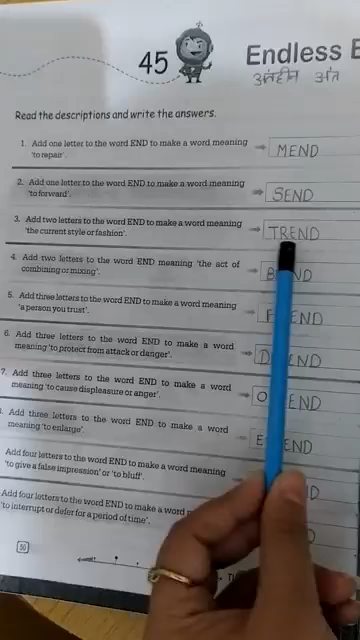 45
Endless E
अंतहीन अंत
Read the descriptions and write the answers.
1. Add one letter to the word END to make a word meaning
'to repair'.
MEND
2. Add one letter to the word END to make a word meaning
'to forward'.
SEND
3. Add two letters to the word END to make a word meaning
'the current style or fashion'.
TREND
4. Add two letters to the word END meaning 'the act of
combining or mixing'.
5. Add three letters to the word END to make a word meaning
'a person you trust'.
6. Add three letters to the word END to make a word
meaning 'to protect from attack or danger'.
7. Add three letters to the word END to make a word
meaning 'to cause displeasure or anger'.
Add three letters to the word END to make a word
meaning 'to enlarge'.
Add four letters to the word END to make a word meaning
'to give a false impression' or 'to bluff'.
Add four letters to the word END to make a word
'to interrupt or defer for a period of time'.
50